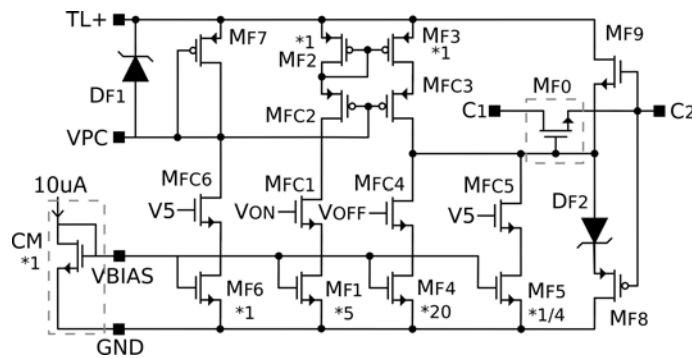 TL+
MF7
*1
MF2
MF3
*1
MF9
DF1
MFC2
MFC3
MF0
C1
C2
VPC
10uA
MFC6
MFC1
MFC4
MFC5
V5
VON
VOFF
V5
DF2
CM
*1
VBIAS
MF6
*1
MF1
*5
MF4
*20
MF5
*1/4
MF8
GND